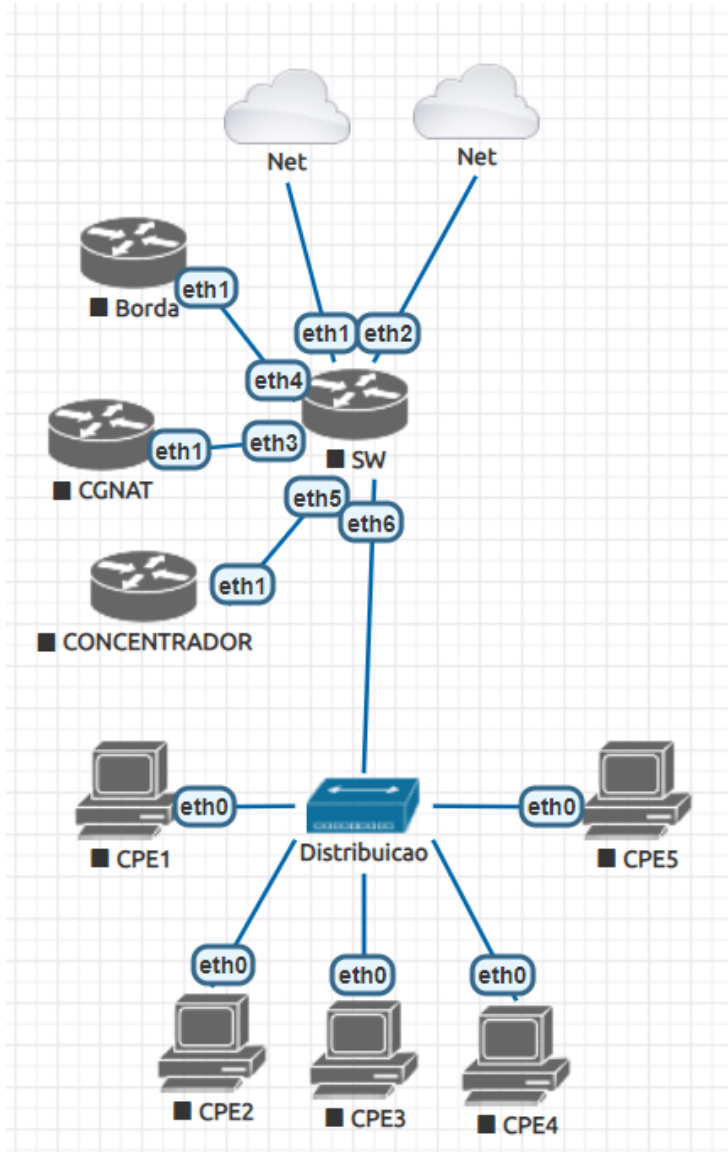 Net
Net
Borda
eth1
eth1
eth2
eth4
CGNAT
eth1
eth3
SW
eth5
eth6
eth1
CONCENTRADOR
CPE1
eth0
Distribuicao
eth0
CPE5
eth0
eth0
eth0
CPE2
CPE3
CPE4